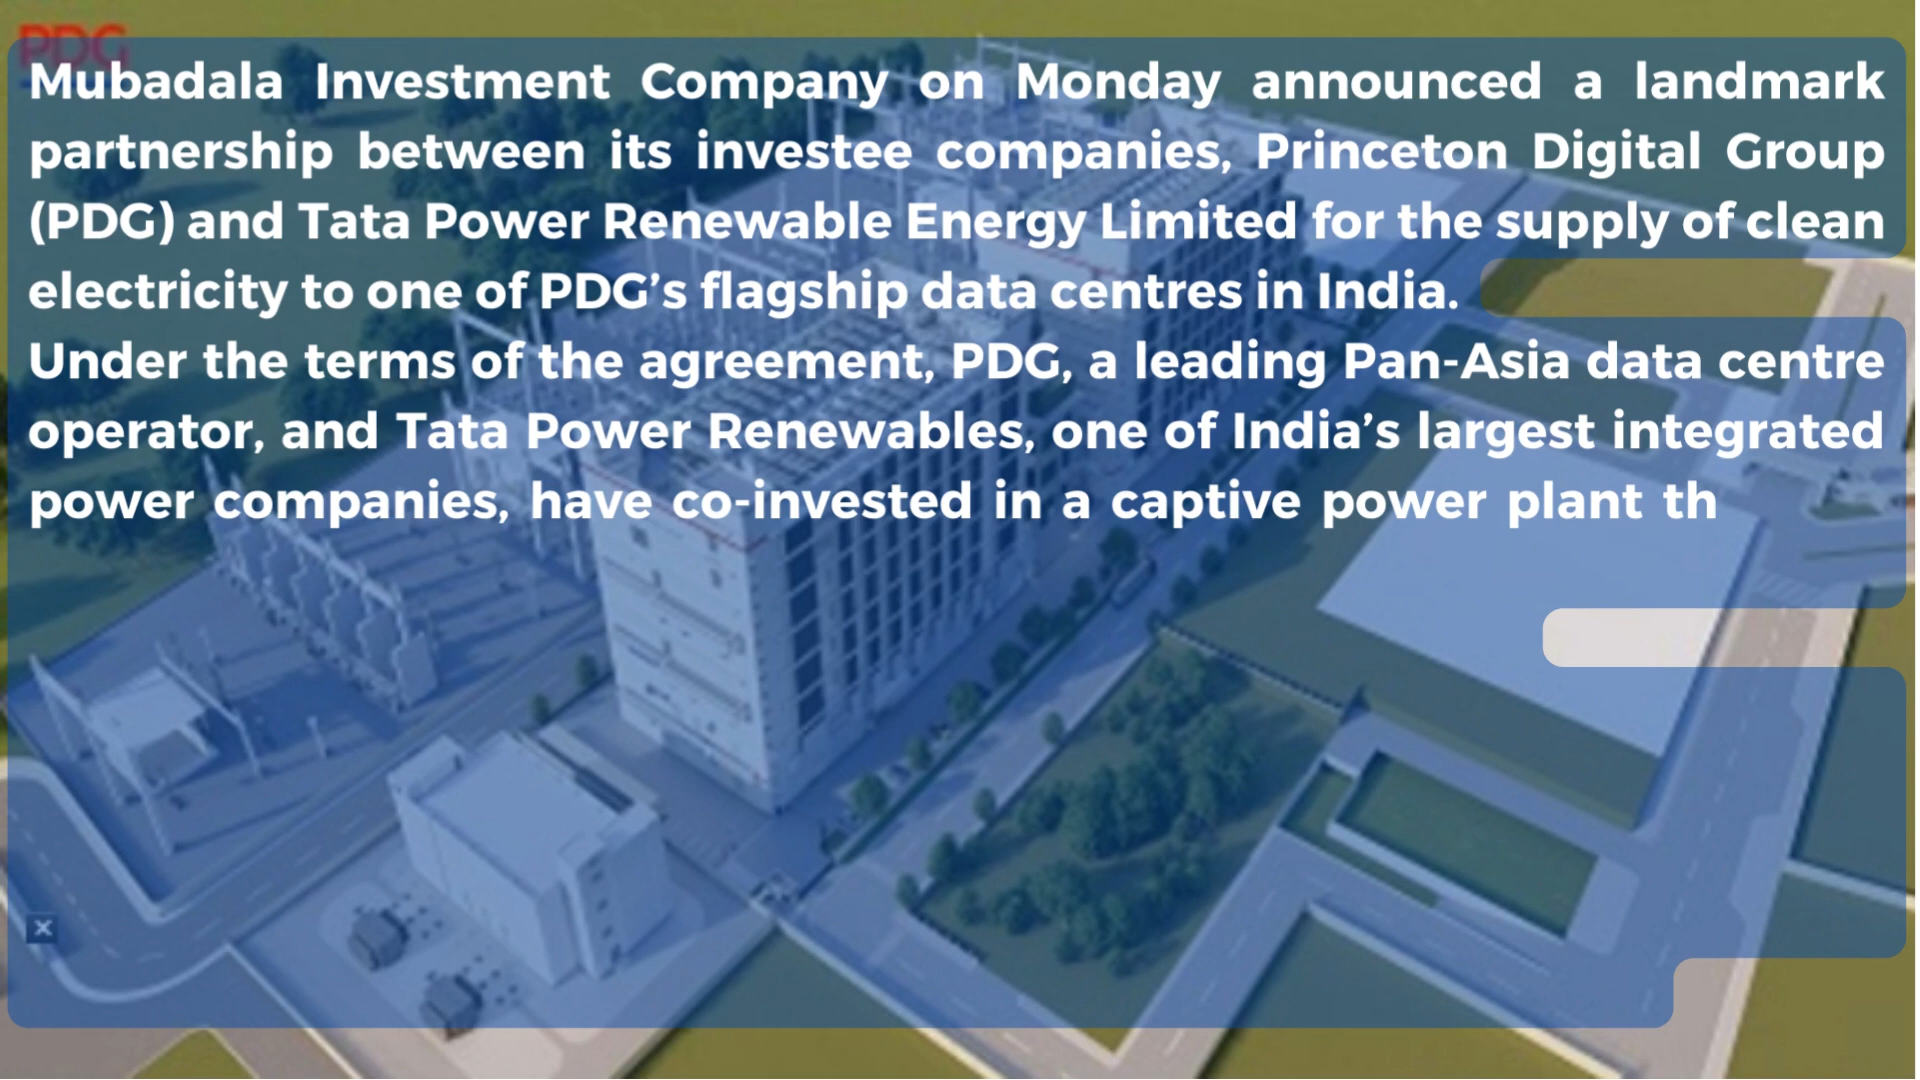 PDG
Mubadala Investment Company on Monday announced a landmark
partnership between its investee companies, Princeton Digital Group
(PDG) and Tata Power Renewable Energy Limited for the supply of clean
electricity to one of PDG’s flagship data centres in India.
Under the terms of the agreement, PDG, a leading Pan-Asia data centre
operator, and Tata Power Renewables, one of India’s largest integrated
power companies, have co-invested in a captive power plant th